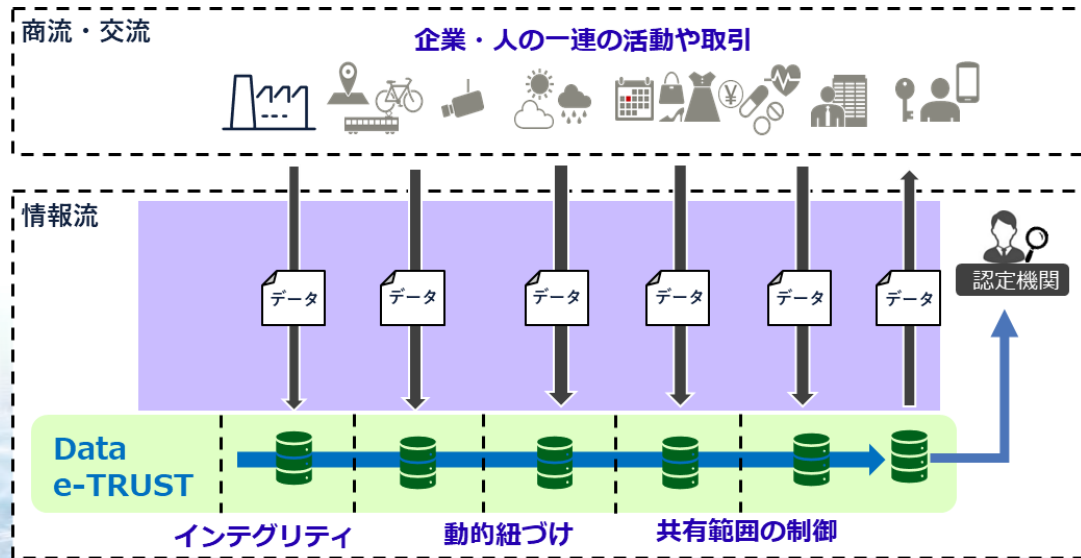 商流・交流
企業・人の一連の活動や取引
¥
情報流
認定機関
データ
データ
データ
データ
データ
データ
Data
e-TRUST
インテグリティ
動的紐づけ
共有範囲の制御